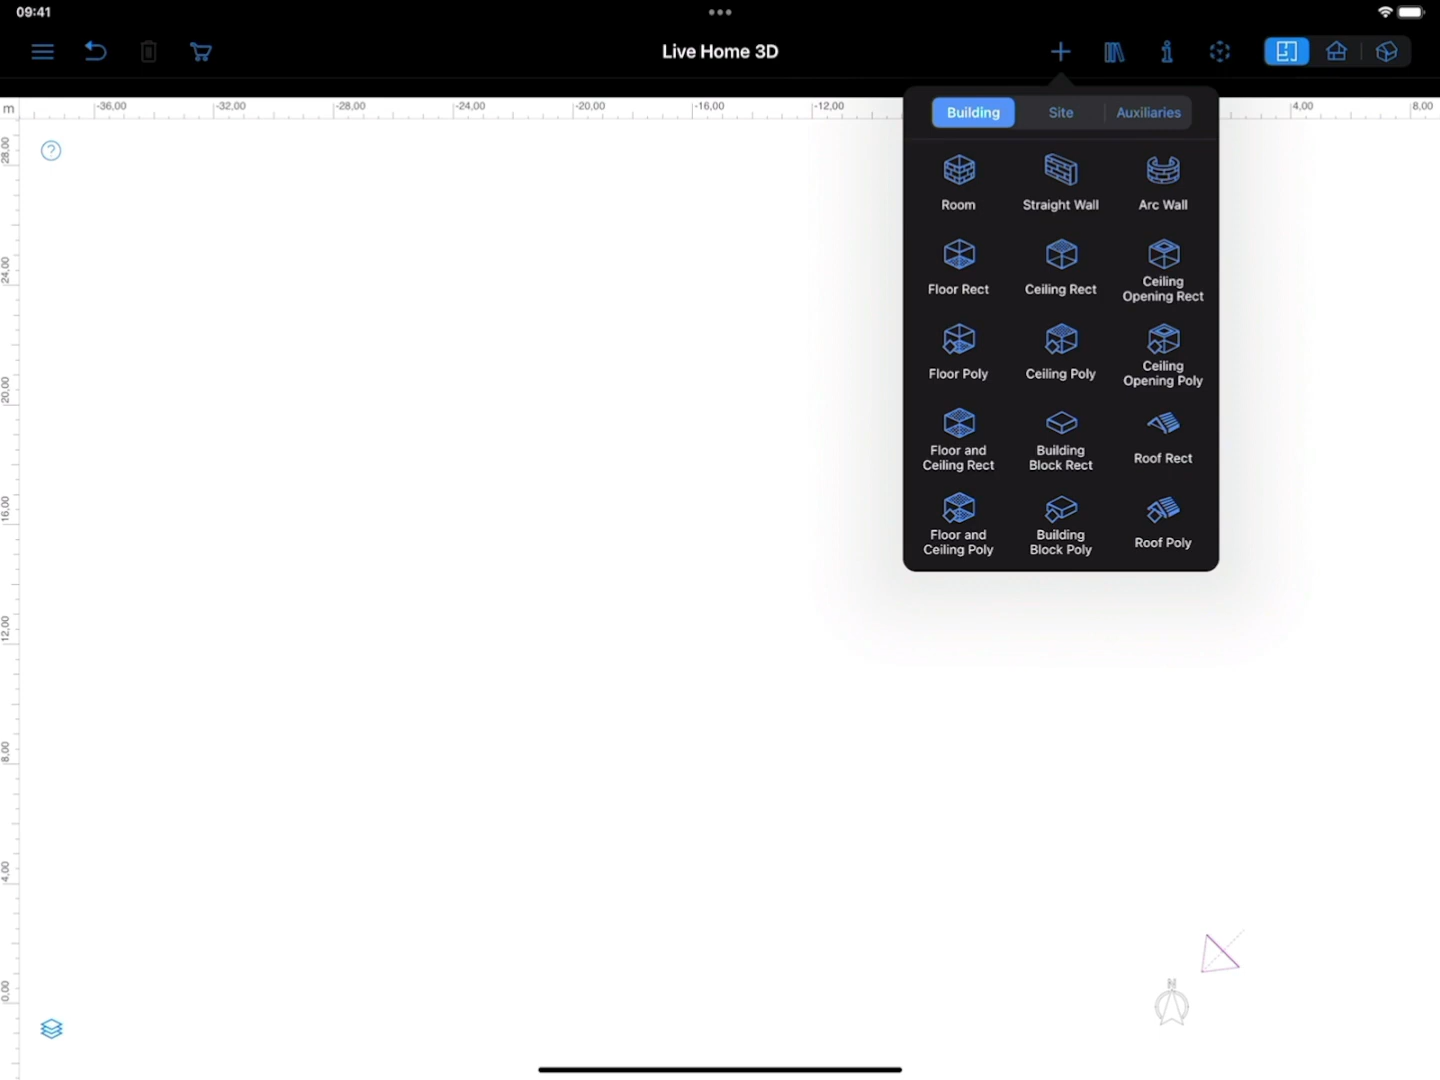 09:41
Live Home 3D
m
-36,00
-32,00
-28,00
-24,00
-20,00
-16,00
-12,00
4,00
8,00
Building
Site
Auxiliaries
Room
Straight Wall
Arc Wall
Floor Rect
Ceiling Rect
Ceiling
Opening Rect
Floor Poly
Ceiling Poly
Ceiling
Opening Poly
Floor and
Ceiling Rect
Building
Block Rect
Roof Rect
Floor and
Ceiling Poly
Building
Block Poly
Roof Poly
28,00
24,00
20,00
16,00
12,00
8,00
4,00
0,00
?
N